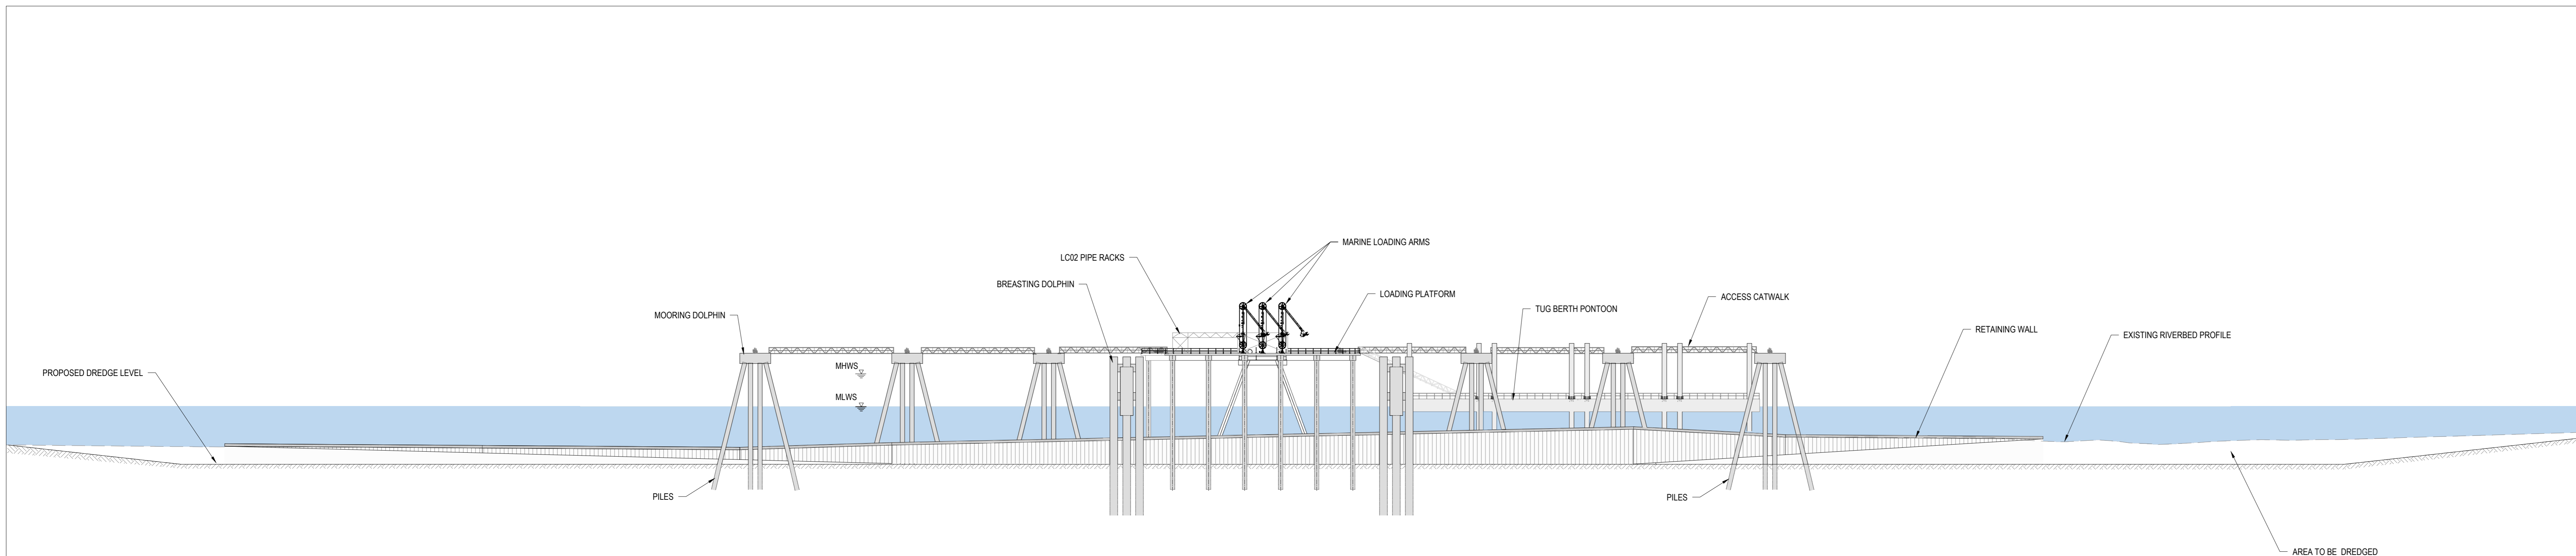 MARINE LOADING ARMS
LC02 PIPE RACKS
BREASTING DOLPHIN
LOADING PLATFORM
ACCESS CATWALK
TUG BERTH PONTOON
MOORING DOLPHIN
RETAINING WALL
EXISTING RIVERBED PROFILE
MHWS
PROPOSED DREDGE LEVEL
MLWS
PILES
PILES
AREA TO BE DREDGED